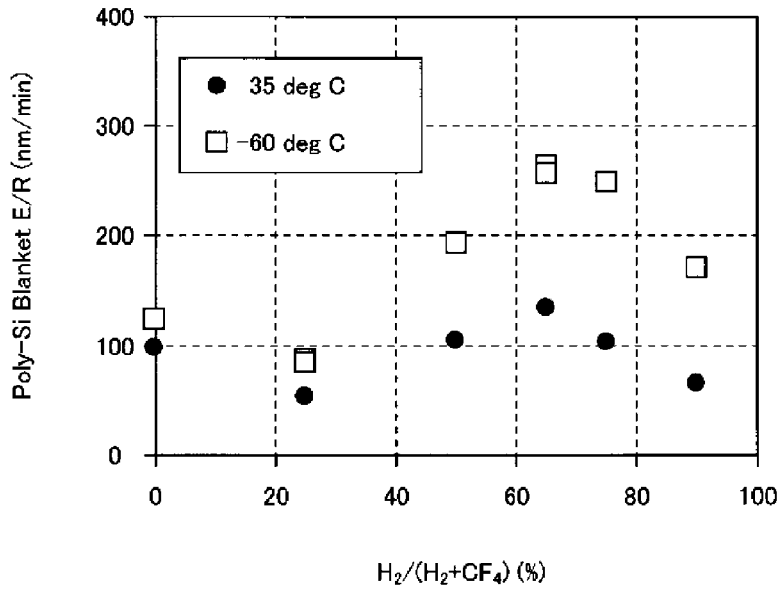 400
300
200
100
0
Poly-Si Blanket E/R (nm/min)
35 deg C
-60 deg C
0 20 40 60 80 100
H₂/(H₂+CF₄) (%)